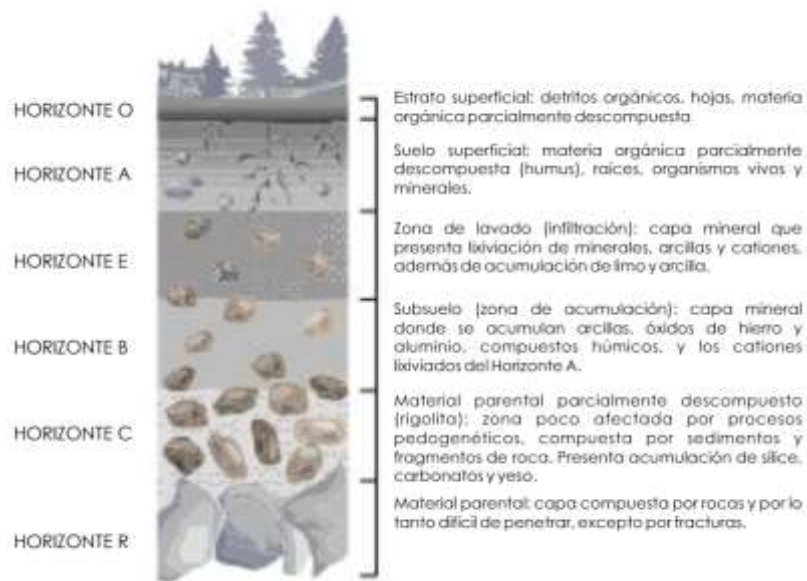 HORIZONTE O
Estrato superficial: detritos orgánicos, hojas, materia
orgánica parcialmente descompuesta
HORIZONTE A
Suelo superficial: materia orgánica parcialmente
descompuesta (humus), raíces, organismos vivos y
minerales.
HORIZONTE E
Zona de lavado (infiltración): capa mineral que
presenta lixiviación de minerales, arcillas y cationes,
además de acumulación de limo y arcilla.
HORIZONTE B
Subsuelo (zona de acumulación): capa mineral
donde se acumulan arcillas, óxidos de hierro y
aluminio, compuestos húmicos, y los cationes
lixiviados del Horizonte A.
HORIZONTE C
Material parental parcialmente descompuesto
(rigolita): zona poco afectada por procesos
pedogenéticos, compuesta por sedimentos y
fragmentos de roca. Presenta acumulación de sílice,
carbonatos y yeso.
HORIZONTE R
Material parental: capa compuesta por rocas y por lo
tanto difícil de penetrar, excepto por fracturas.